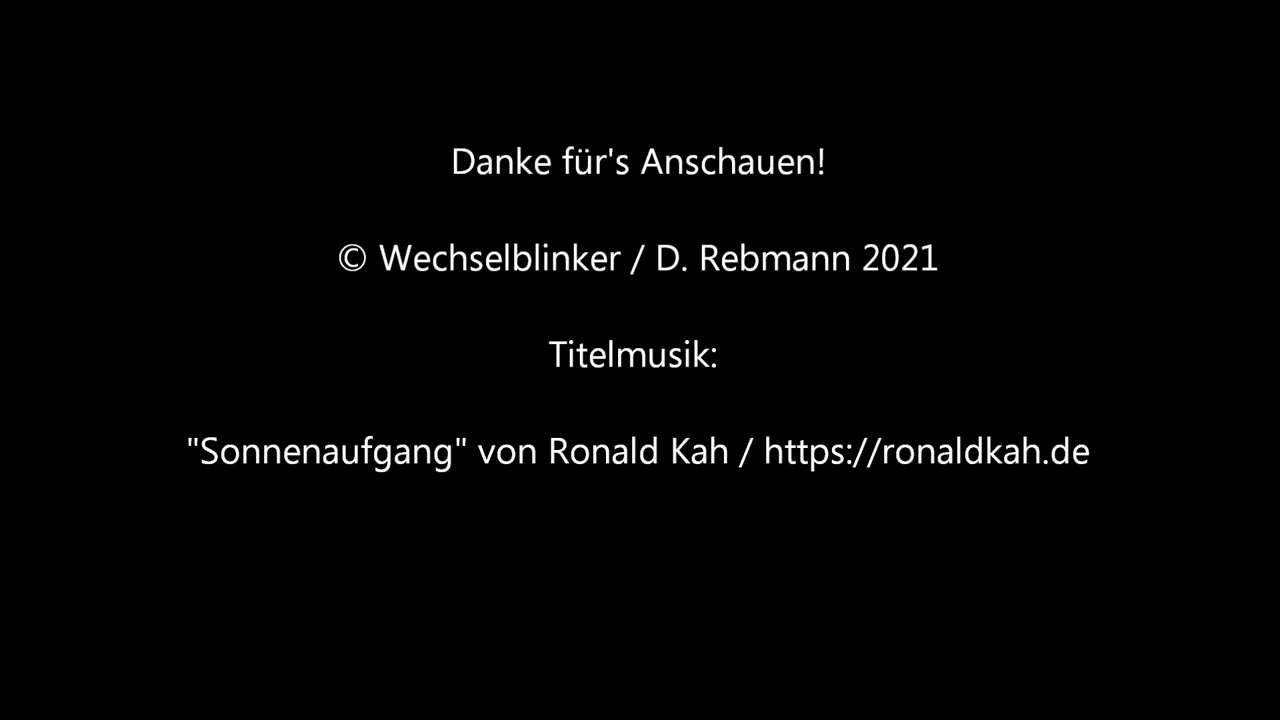 Danke für's Anschauen!
© Wechselblinker / D. Rebmann 2021
Titelmusik:
"Sonnenaufgang" von Ronald Kah / https://ronaldkah.de